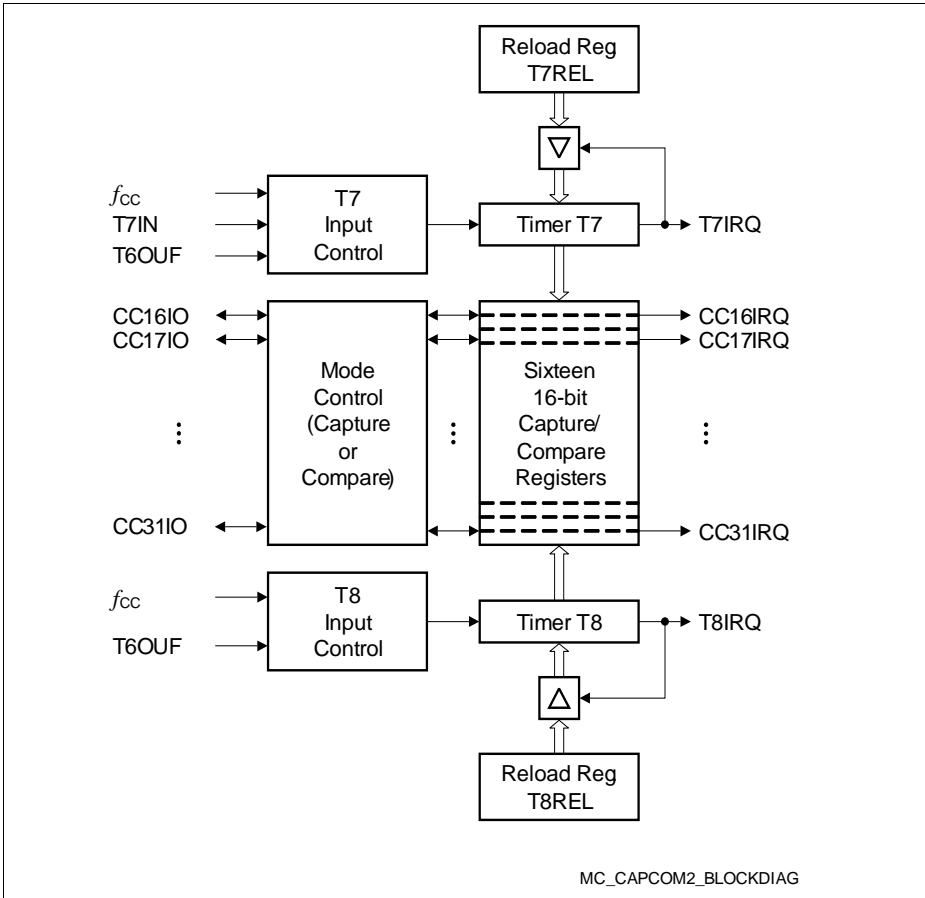 Reload Reg
T7REL
fCC
T7IN
T6OUF
T7
Input
Control
Timer T7
T7IRQ
CC16IO
CC17IO
CC31IO
Mode
Control
(Capture
or
Compare)
Sixteen
16-bit
Capture/
Compare
Registers
CC16IRQ
CC17IRQ
CC31IRQ
fCC
T6OUF
T8
Input
Control
Timer T8
T8IRQ
Reload Reg
T8REL
MC_CAPCOM2_BLOCKDIAG